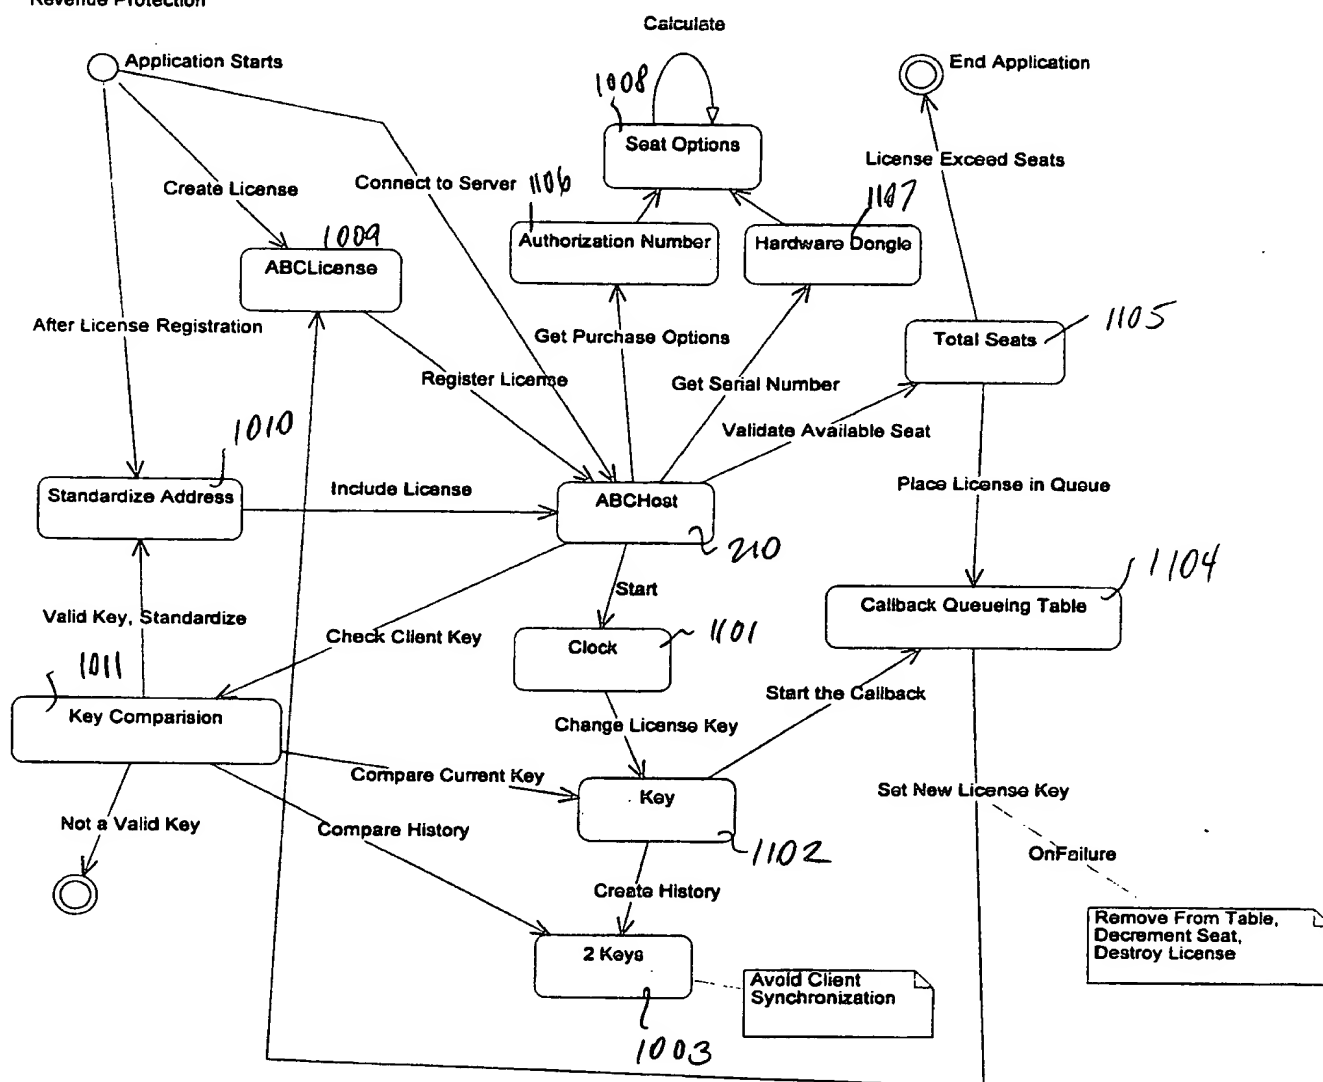 Revenue Protection
Calculate
Application Starts
End Application
1008
Seat Options
License Exceed Seats
Create License
Connect to Server
1106
1107
Authorization Number
Hardware Dongle
1009
ABCLicense
After License Registration
Get Purchase Options
1105
Total Seats
Register License
Get Serial Number
1010
Validate Available Seat
Standardize Address
Include License
ABCHost
Place License in Queue
210
1104
Start
Callback Queueing Table
Valid Key, Standardize
Check Client Key
Clock
1101
1011
Key Comparision
Start the Callback
Change License Key
Compare Current Key
Key
Set New License Key
Not a Valid Key
Compare History
1102
OnFailure
Create History
Remove From Table,
Decrement Seat,
Destroy License
2 Keys
Avoid Client
Synchronization
1003